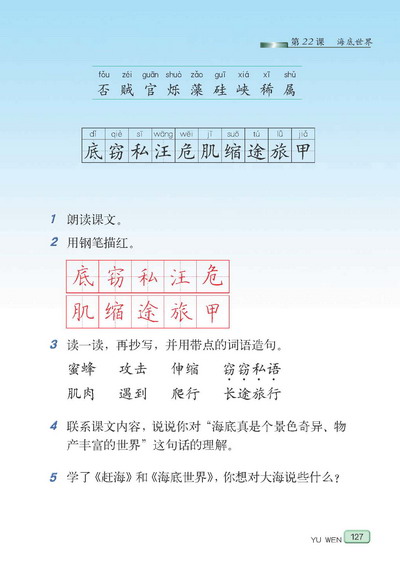 第22课 海底世界
fǒu zéi guān shuò zǎo guī xiá xī shǔ
否 贼 官 烁 藻 硅 峡 稀 属
dǐ qiè sī wāng wēi jī suō tú lǚ jiǎ
底 窃 私 汪 危 肌 缩 途 旅 甲
1 朗读课文。
2 用钢笔描红。
底 窃 私 汪 危
肌 缩 途 旅 甲
3 读一读，再抄写，并用带点的词语造句。
蜜蜂 攻击 伸缩 窃窃私语
肌肉 遇到 爬行 长途旅行
4 联系课文内容，说说你对“海底真是个景色奇异、物
产丰富的世界”这句话的理解。
5 学了《赶海》和《海底世界》，你想对大海说些什么？
YU WEN 127